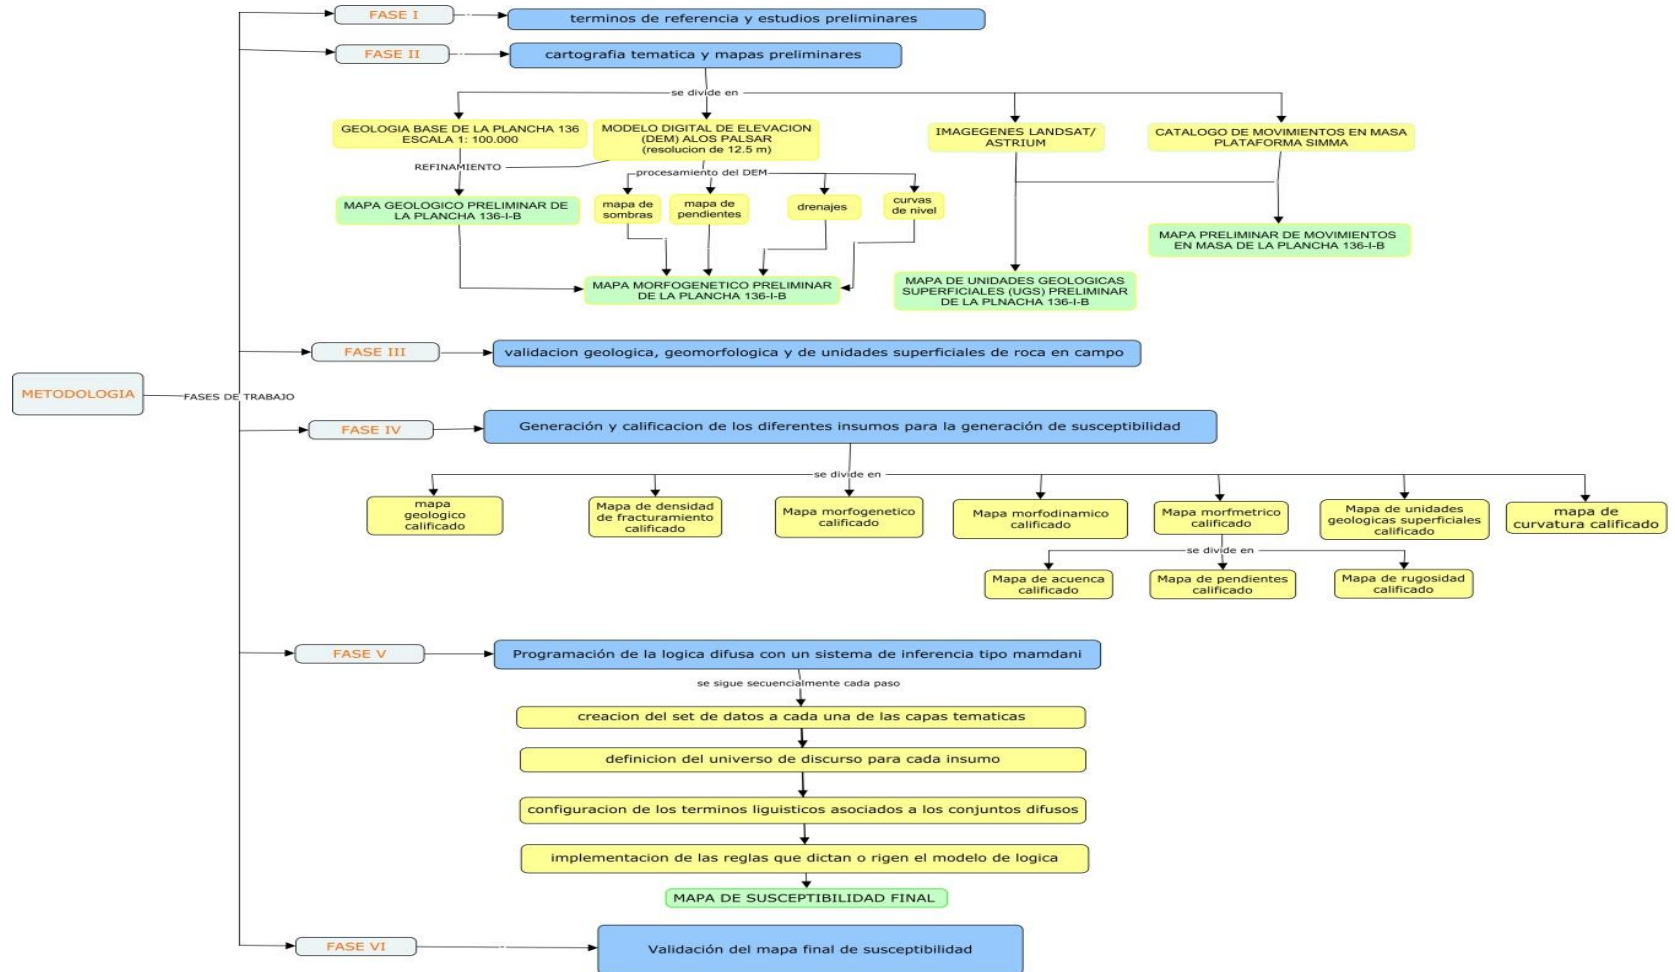 FASE I
terminos de referencia y estudios preliminares
FASE II
cartografia tematica y mapas preliminares
se divide en
GEOLOGIA BASE DE LA PLANCHA 136
ESCALA 1: 100.000
MODELO DIGITAL DE ELEVACION
(DEM) ALOS PALSAR
(resolucion de 12.5 m)
IMAGEGENES LANDSAT/
ASTRIUM
CATALOGO DE MOVIMIENTOS EN MASA
PLATAFORMA SIMMA
REFINAMIENTO
procesamiento del DEM
MAPA GEOLOGICO PRELIMINAR DE
LA PLANCHA 136-I-B
mapa de
sombras
mapa de
pendientes
drenajes
curvas
de nivel
MAPA PRELIMINAR DE MOVIMIENTOS
EN MASA DE LA PLANCHA 136-I-B
MAPA MORFOGENETICO PRELIMINAR
DE LA PLANCHA 136-I-B
MAPA DE UNIDADES GEOLOGICAS
SUPERFICIALES (UGS) PRELIMINAR
DE LA PLNACHA 136-I-B
FASE III
validacion geologica, geomorfologica y de unidades superficiales de roca en campo
METODOLOGIA
FASES DE TRABAJO
FASE IV
Generación y calificacion de los diferentes insumos para la generación de susceptibilidad
se divide en
mapa
geologico
calificado
Mapa de densidad
de fracturamiento
calificado
Mapa morfogenetico
calificado
Mapa morfodinamico
calificado
Mapa morfmetrico
calificado
Mapa de unidades
geologicas superficiales
calificado
mapa de
curvatura calificado
se divide en
Mapa de acuenca
calificado
Mapa de pendientes
calificado
Mapa de rugosidad
calificado
FASE V
Programación de la logica difusa con un sistema de inferencia tipo mamdani
se sigue secuencialmente cada paso
creacion del set de datos a cada una de las capas tematicas
definicion del universo de discurso para cada insumo
configuracion de los terminos liguisticos asociados a los conjuntos difusos
implementacion de las reglas que dictan o rigen el modelo de logica
MAPA DE SUSCEPTIBILIDAD FINAL
FASE VI
Validación del mapa final de susceptibilidad